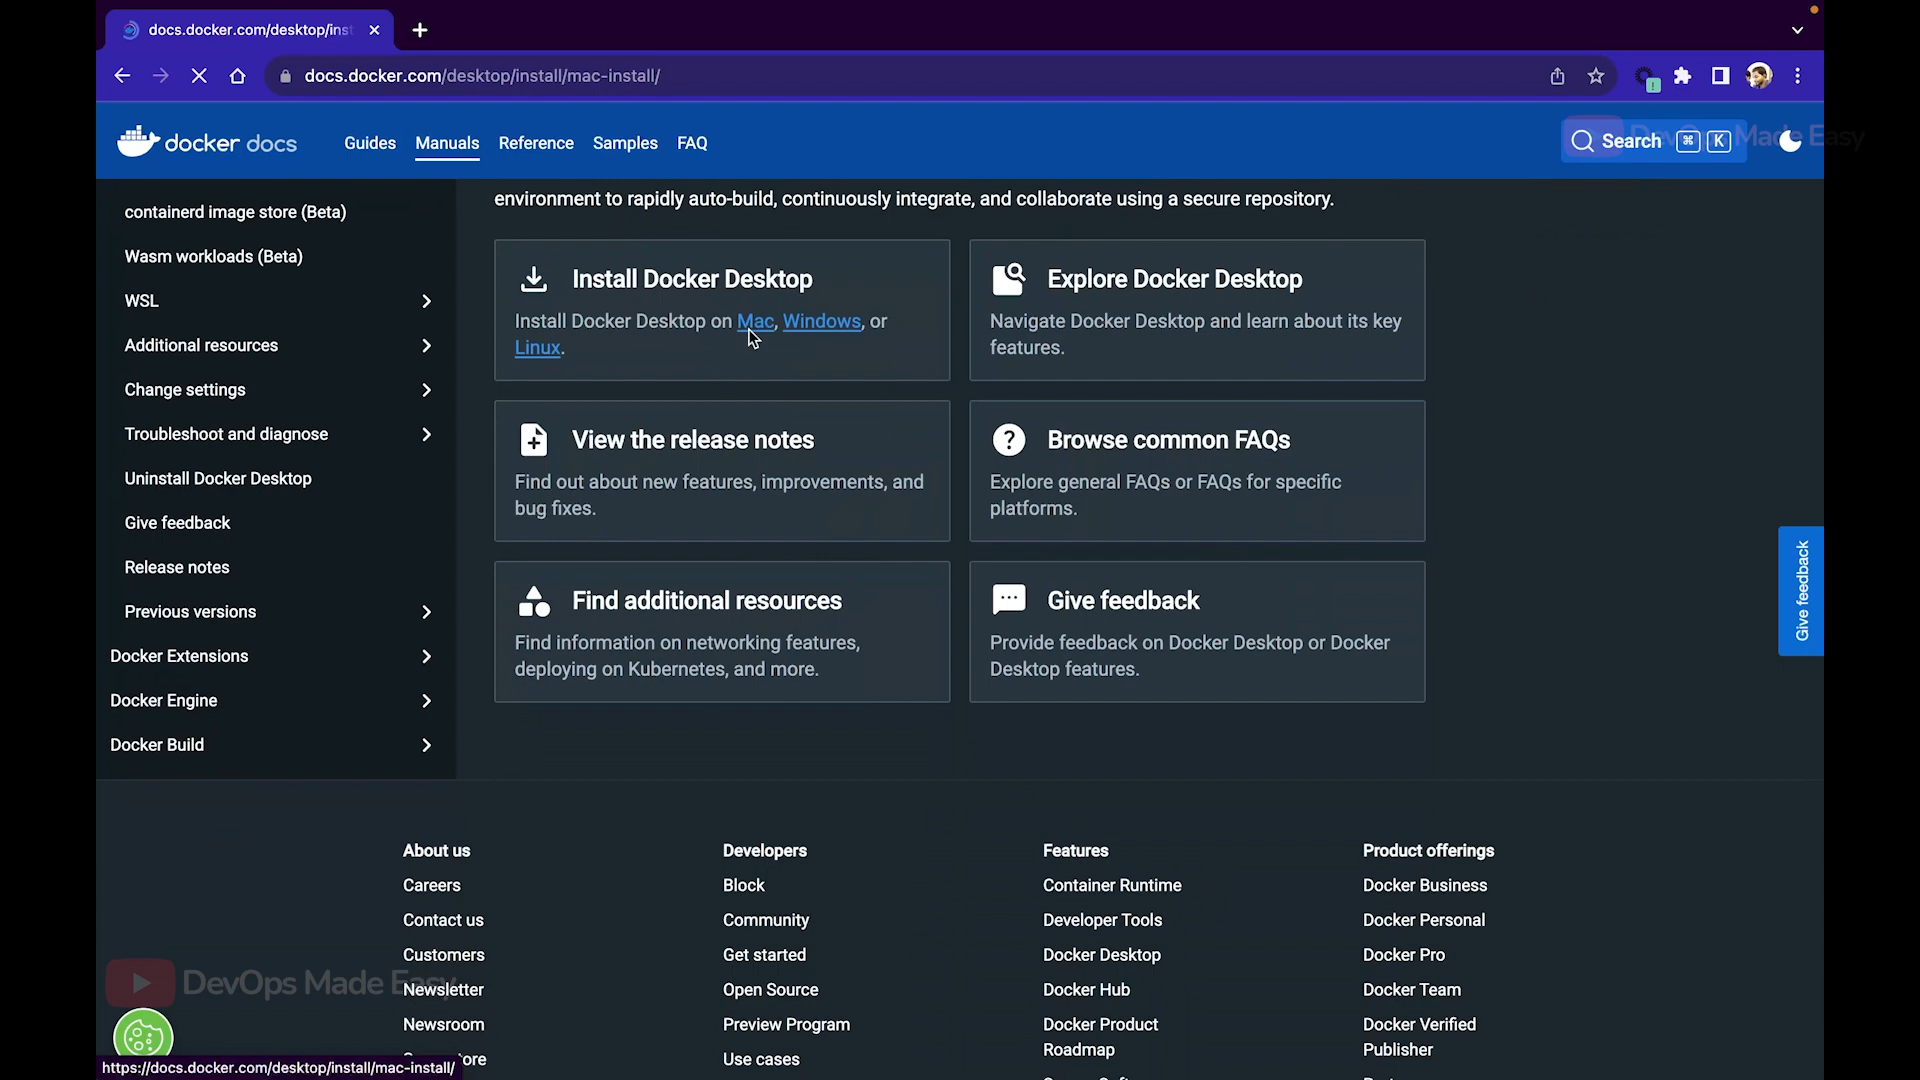 docs.docker.com/desktop/inst
docs.docker.com/desktop/install/mac-install/
docker docs
Guides
Manuals
Reference
Samples
FAQ
Search ⌘ K
DevOps Made Easy
containerd image store (Beta)
Wasm workloads (Beta)
WSL
Additional resources
Change settings
Troubleshoot and diagnose
Uninstall Docker Desktop
Give feedback
Release notes
Previous versions
Docker Extensions
Docker Engine
Docker Build
environment to rapidly auto-build, continuously integrate, and collaborate using a secure repository.
Install Docker Desktop
Install Docker Desktop on Mac, Windows, or
Linux.
Explore Docker Desktop
Navigate Docker Desktop and learn about its key
features.
View the release notes
Find out about new features, improvements, and
bug fixes.
Browse common FAQs
Explore general FAQs or FAQs for specific
platforms.
Find additional resources
Find information on networking features,
deploying on Kubernetes, and more.
Give feedback
Provide feedback on Docker Desktop or Docker
Desktop features.
Give feedback
About us
Careers
Contact us
Customers
Newsletter
Newsroom
ore
Developers
Block
Community
Get started
Open Source
Preview Program
Use cases
Features
Container Runtime
Developer Tools
Docker Desktop
Docker Hub
Docker Product
Roadmap
Product offerings
Docker Business
Docker Personal
Docker Pro
Docker Team
Docker Verified
Publisher
DevOps Made Easy
https://docs.docker.com/desktop/install/mac-install/